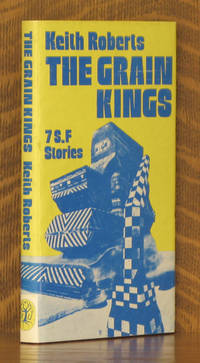 Keith Roberts
THE GRAIN
KINGS
7 S.F
Stories
THE GRAIN KINGS Keith Roberts